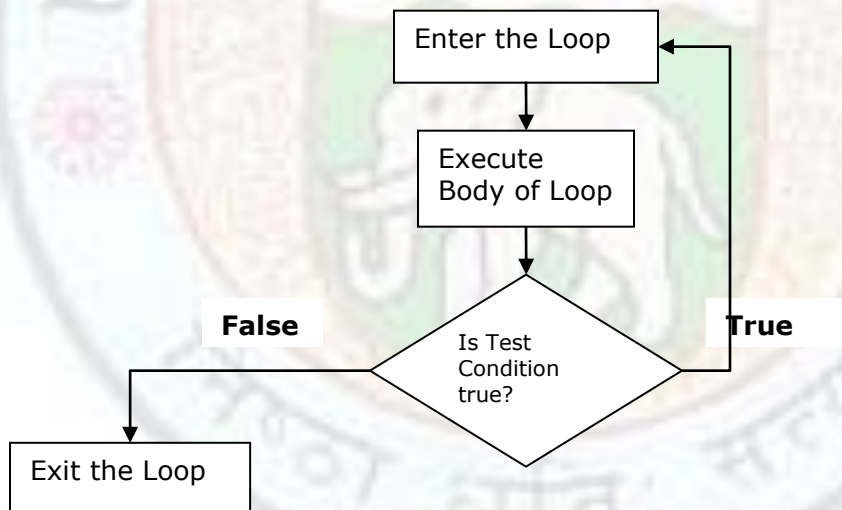 Enter the Loop
Execute
Body of Loop
False
True
Is Test
Condition
true?
Exit the Loop